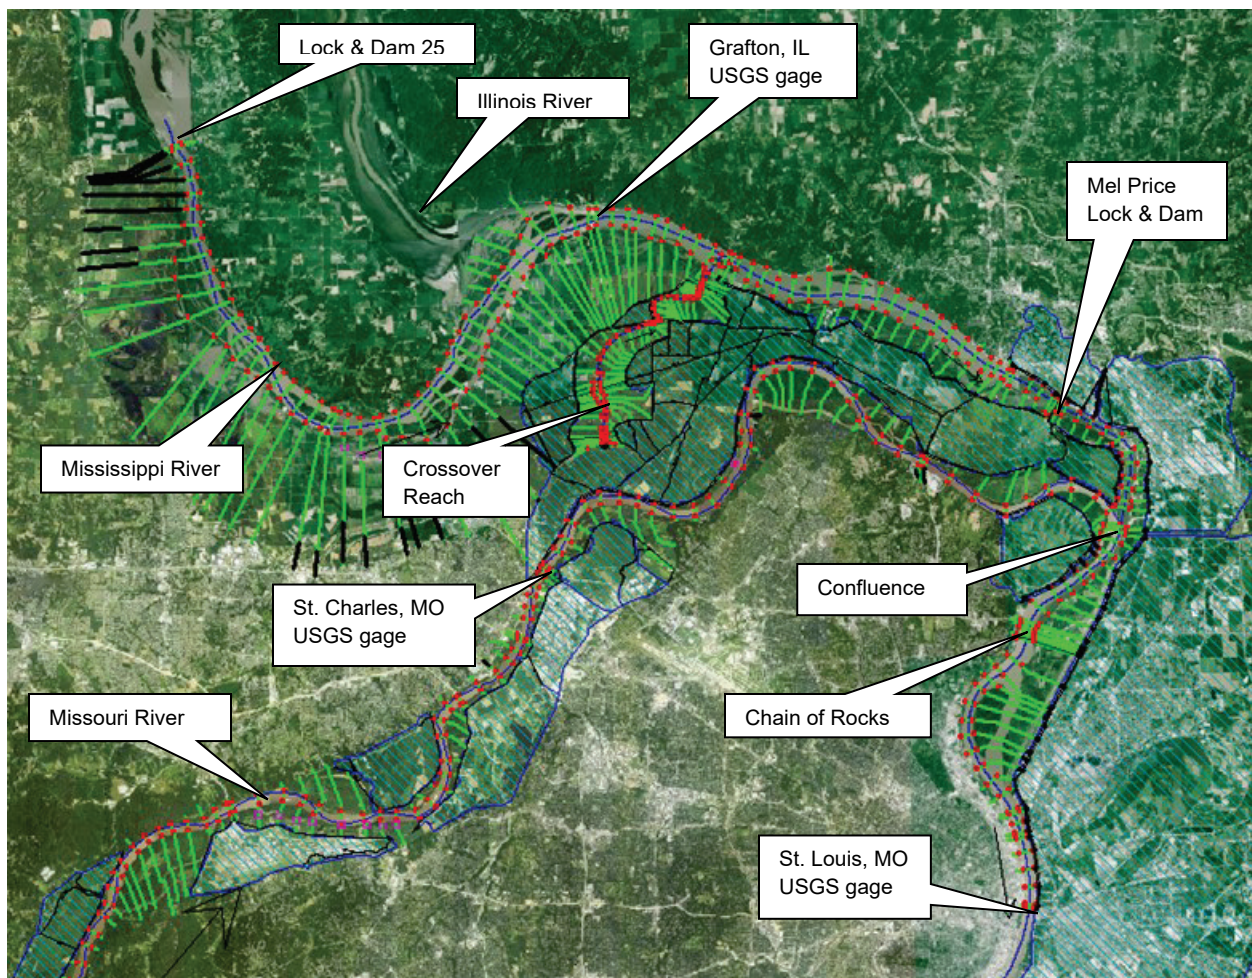 Lock & Dam 25
Grafton, IL
USGS gage
Illinois River
Mel Price
Lock & Dam
Mississippi River
Crossover
Reach
Confluence
St. Charles, MO
USGS gage
Missouri River
Chain of Rocks
St. Louis, MO
USGS gage